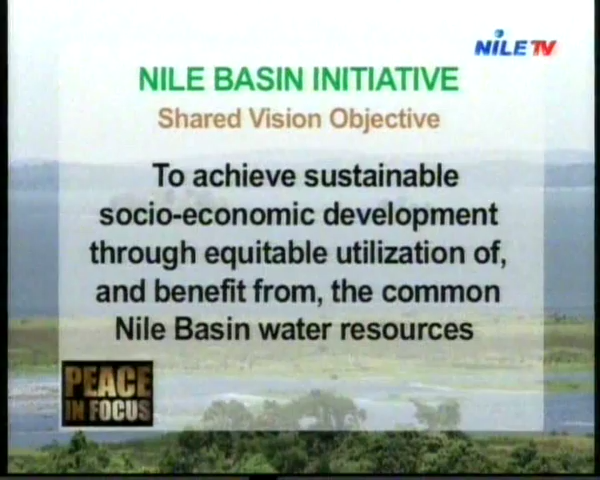 NILE TV
NILE BASIN INITIATIVE
Shared Vision Objective
To achieve sustainable
socio-economic development
through equitable utilization of,
and benefit from, the common
Nile Basin water resources
PEACE
IN FOCUS